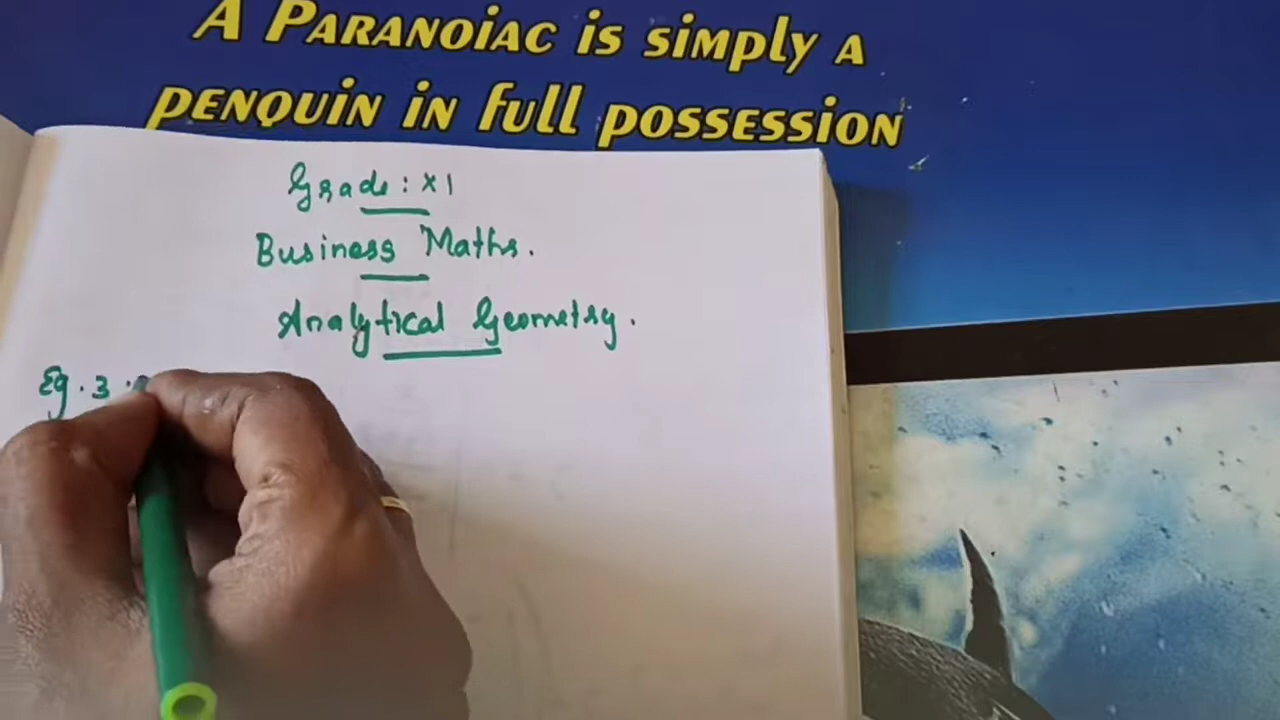 A PARANOIAC is simply A
PENQUIN in full POSSESSION
Grade: XI
Business Maths.
Analytical Geometry.
Eg. 3.